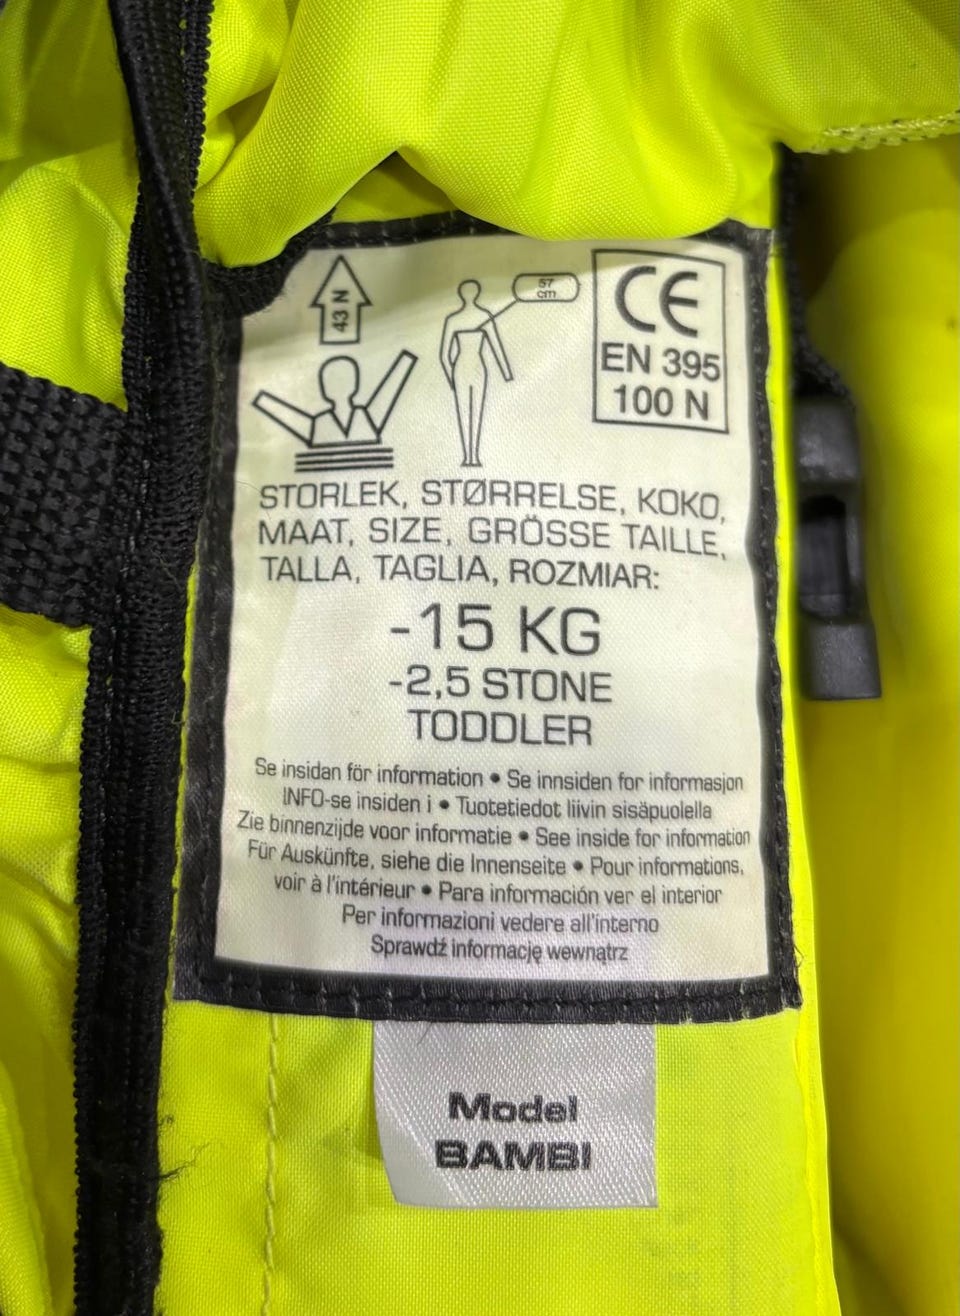 43 N
57
cm
CE
EN 395
100 N
STORLEK, STØRRELSE, KOKO,
MAAT, SIZE, GRÖSSE TAILLE,
TALLA, TAGLIA, ROZMIAR:
-15 KG
-2,5 STONE
TODDLER
Se insidan för information • Se innsiden for informasjon
INFO-se insiden i • Tuotetiedot liivin sisäpuolella
Zie binnenzijde voor informatie • See inside for information
Für Auskünfte, siehe die Innenseite • Pour informations,
voir à l'intérieur • Para información ver el interior
Per informazioni vedere all'interno
Sprawdź informację wewnątrz
Model
BAMBI